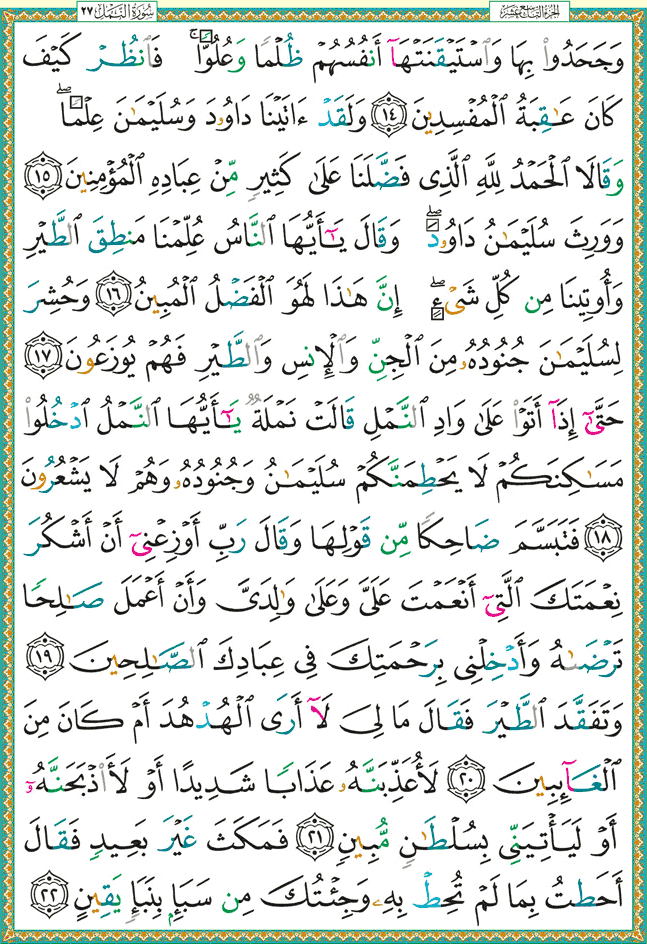 سُورَةُ النَّمۡلِ ٢٧ الجزء التاسع عشر
وَجَحَدُواْ بِهَا وَٱسۡتَيۡقَنَتۡهَآ أَنفُسُهُمۡ ظُلۡمٗا وَعُلُوّٗاۚ فَٱنظُرۡ كَيۡفَ
كَانَ عَٰقِبَةُ ٱلۡمُفۡسِدِينَ ١٤ وَلَقَدۡ ءَاتَيۡنَا دَاوُۥدَ وَسُلَيۡمَٰنَ عِلۡمٗاۖ
وَقَالَا ٱلۡحَمۡدُ لِلَّهِ ٱلَّذِي فَضَّلَنَا عَلَىٰ كَثِيرٖ مِّنۡ عِبَادِهِ ٱلۡمُؤۡمِنِينَ ١٥
وَوَرِثَ سُلَيۡمَٰنُ دَاوُۥدَۖ وَقَالَ يَٰٓأَيُّهَا ٱلنَّاسُ عُلِّمۡنَا مَنطِقَ ٱلطَّيۡرِ
وَأُوتِينَا مِن كُلِّ شَيۡءٍۖ إِنَّ هَٰذَا لَهُوَ ٱلۡفَضۡلُ ٱلۡمُبِينُ ١٦ وَحُشِرَ
لِسُلَيۡمَٰنَ جُنُودُهُۥ مِنَ ٱلۡجِنِّ وَٱلۡإِنسِ وَٱلطَّيۡرِ فَهُمۡ يُوزَعُونَ ١٧
حَتَّىٰٓ إِذَآ أَتَوۡاْ عَلَىٰ وَادِ ٱلنَّمۡلِ قَالَتۡ نَمۡلَةٞ يَٰٓأَيُّهَا ٱلنَّمۡلُ ٱدۡخُلُواْ
مَسَٰكِنَكُمۡ لَا يَحۡطِمَنَّكُمۡ سُلَيۡمَٰنُ وَجُنُودُهُۥ وَهُمۡ لَا يَشۡعُرُونَ
١٨ فَتَبَسَّمَ ضَاحِكٗا مِّن قَوۡلِهَا وَقَالَ رَبِّ أَوۡزِعۡنِيٓ أَنۡ أَشۡكُرَ
نِعۡمَتَكَ ٱلَّتِيٓ أَنۡعَمۡتَ عَلَيَّ وَعَلَىٰ وَٰلِدَيَّ وَأَنۡ أَعۡمَلَ صَٰلِحٗا
تَرۡضَىٰهُ وَأَدۡخِلۡنِي بِرَحۡمَتِكَ فِي عِبَادِكَ ٱلصَّٰلِحِينَ ١٩
وَتَفَقَّدَ ٱلطَّيۡرَ فَقَالَ مَا لِيَ لَآ أَرَى ٱلۡهُدۡهُدَ أَمۡ كَانَ مِنَ
ٱلۡغَآئِبِينَ ٢٠ لَأُعَذِّبَنَّهُۥ عَذَابٗا شَدِيدًا أَوۡ لَأَاْذۡبَحَنَّهُۥٓ
أَوۡ لَيَأۡتِيَنِّي بِسُلۡطَٰنٖ مُّبِينٖ ٢١ فَمَكَثَ غَيۡرَ بَعِيدٖ فَقَالَ
أَحَطتُ بِمَا لَمۡ تُحِطۡ بِهِۦ وَجِئۡتُكَ مِن سَبَإِۭ بِنَبَإٖ يَقِينٍ ٢٢